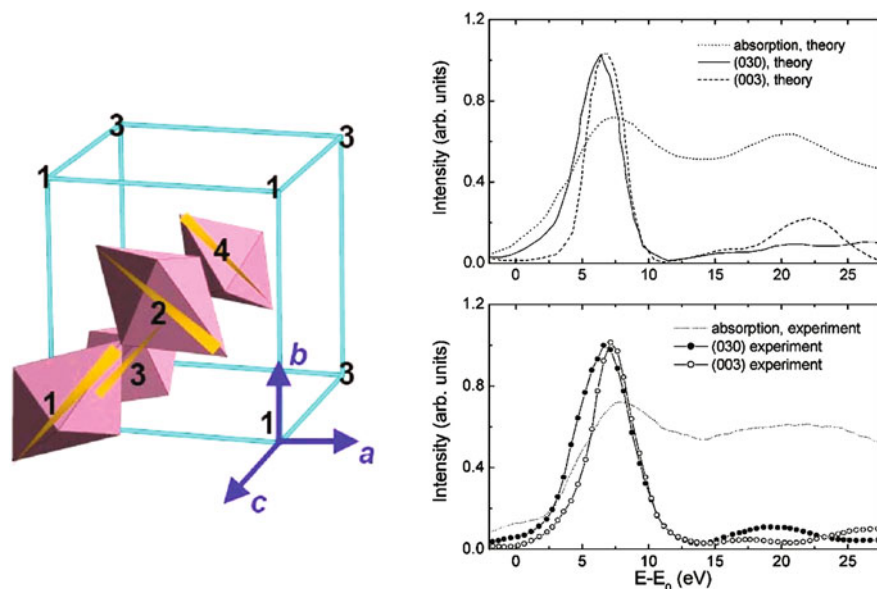 3
3
1
1
4
2
3
1
3
1
b
a
c
Intensity (arb. units)
1.2
0.8
0.4
0.0
0 5 10 15 20 25
absorption, theory
(030), theory
(003), theory
Intensity (arb. units)
1.2
0.8
0.4
0.0
0 5 10 15 20 25
E-E₀ (eV)
absorption, experiment
(030) experiment
(003) experiment